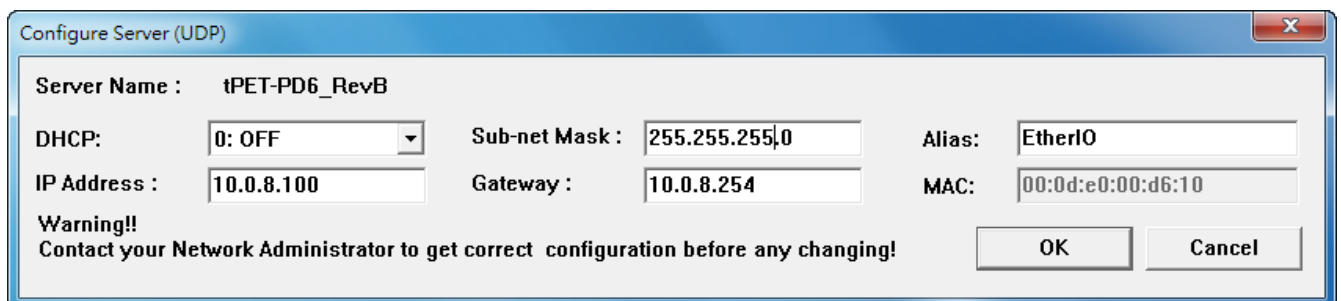 Configure Server (UDP)
Server Name : tPET-PD6_RevB
DHCP: 0: OFF Sub-net Mask : 255.255.255.0 Alias: EtherIO
IP Address : 10.0.8.100 Gateway : 10.0.8.254 MAC: 00:0d:e0:00:d6:10
Warning!!
Contact your Network Administrator to get correct configuration before any changing!
OK Cancel